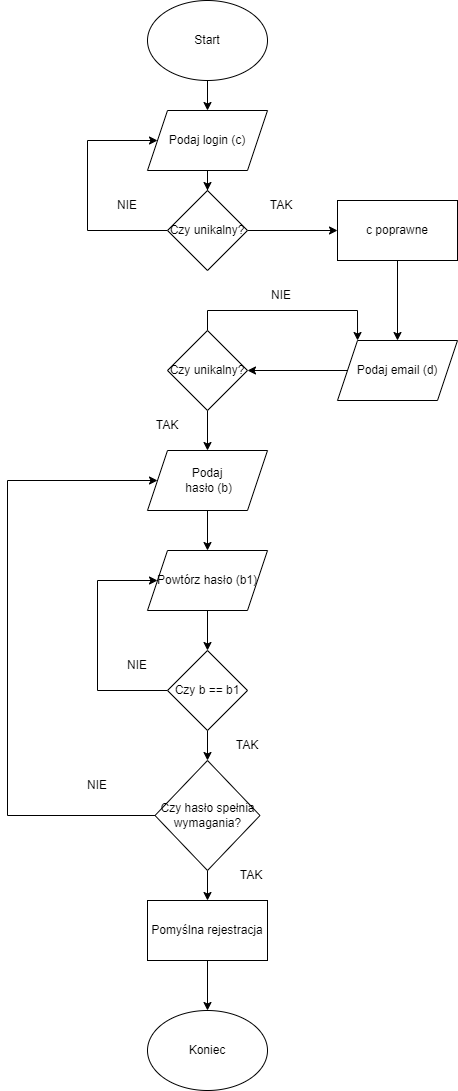 Start
Podaj login (c)
NIE
TAK
Czy unikalny?
c poprawne
NIE
Czy unikalny?
Podaj email (d)
TAK
Podaj
hasło (b)
Powtórz hasło (b1)
NIE
Czy b == b1
TAK
NIE
Czy hasło spełnia
wymagania?
TAK
Pomyślna rejestracja
Koniec